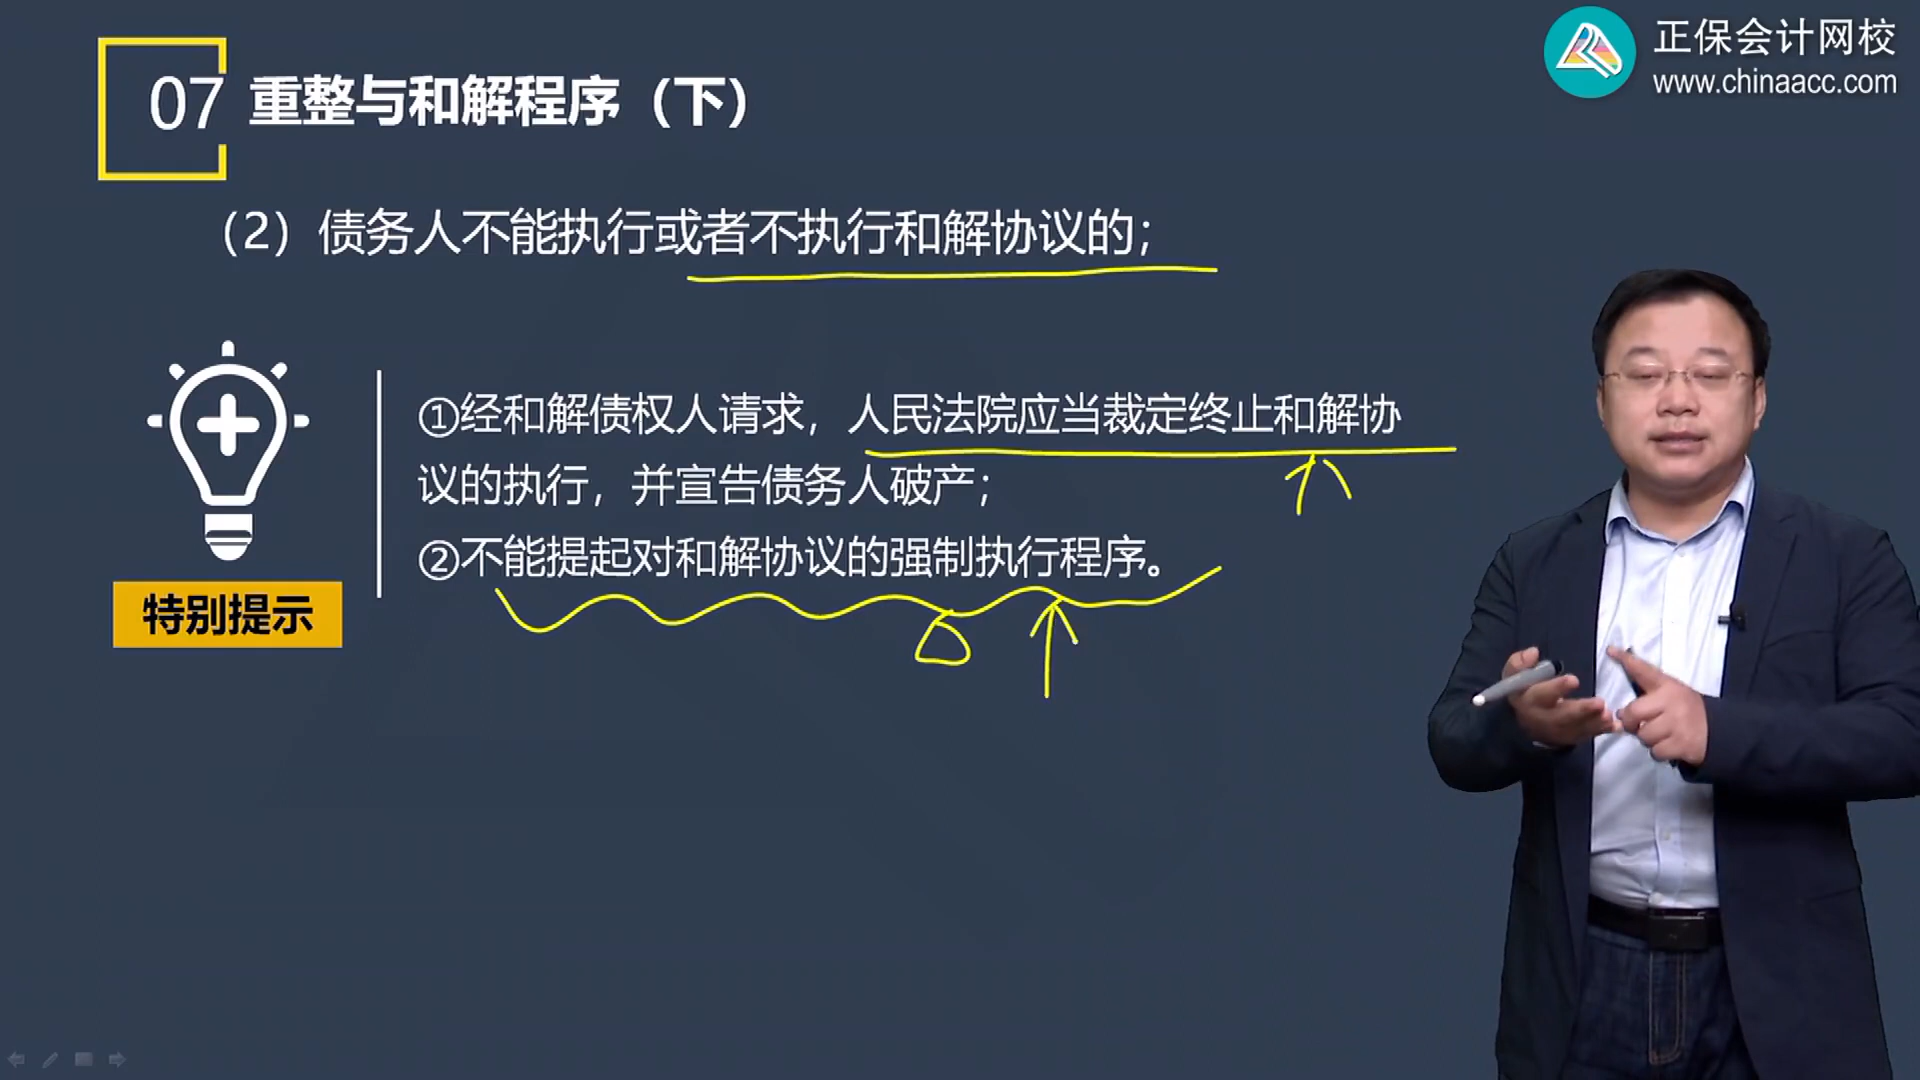 正保会计网校
www.chinaacc.com
07 重整与和解程序（下）
（2）债务人不能执行或者不执行和解协议的；
①经和解债权人请求，人民法院应当裁定终止和解协
议的执行，并宣告债务人破产；
②不能提起对和解协议的强制执行程序。
特别提示